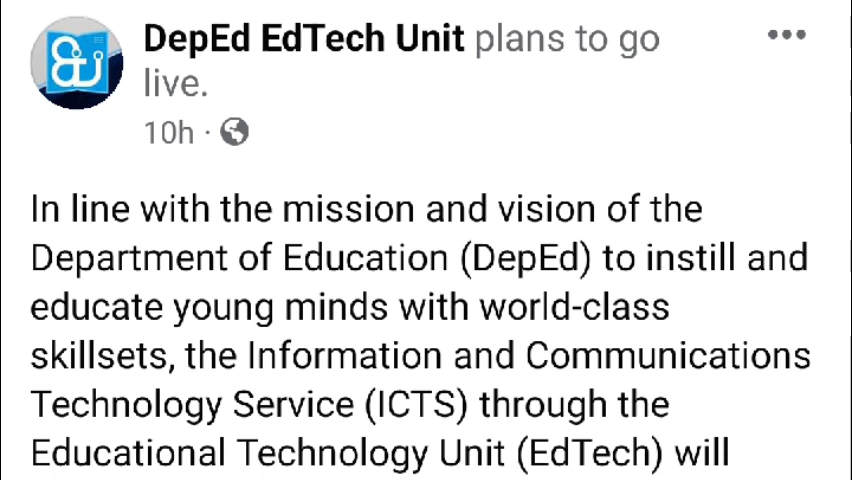 DepEd EdTech Unit plans to go
live.
10h ·
In line with the mission and vision of the
Department of Education (DepEd) to instill and
educate young minds with world-class
skillsets, the Information and Communications
Technology Service (ICTS) through the
Educational Technology Unit (EdTech) will